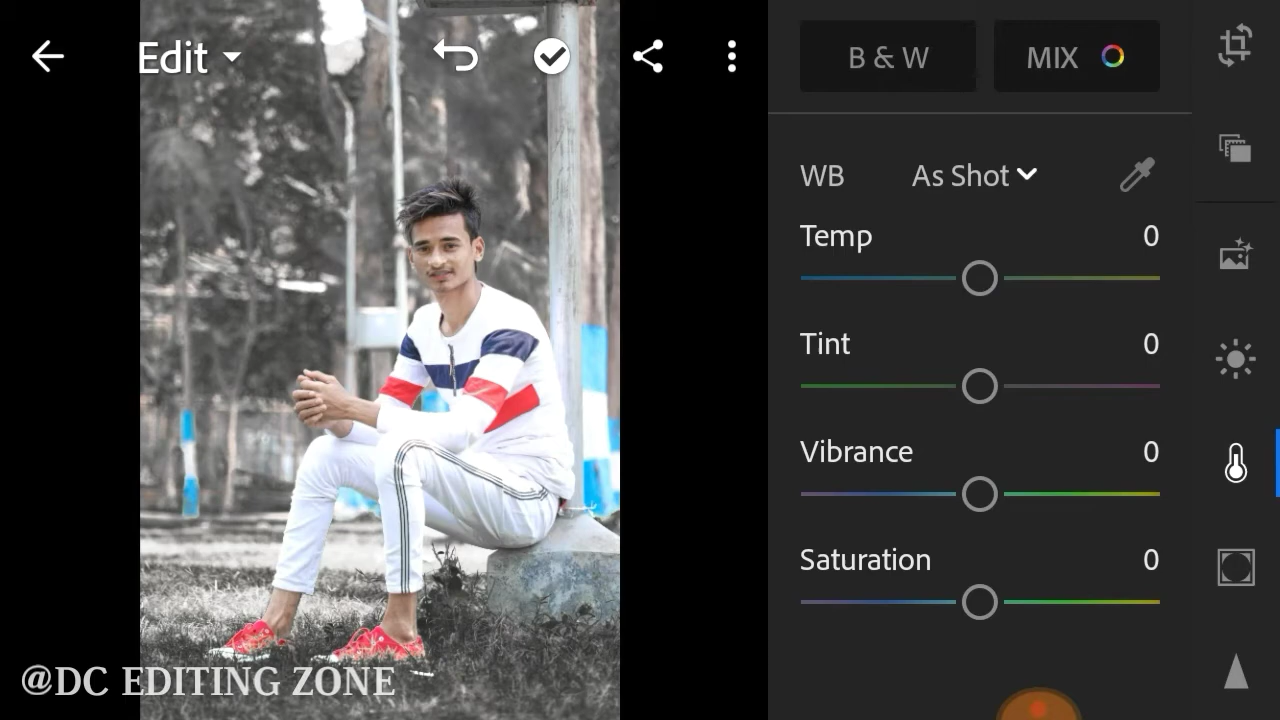 Edit
B & W
MIX
WB
As Shot
Temp
0
Tint
0
Vibrance
0
Saturation
0
@DC EDITING ZONE